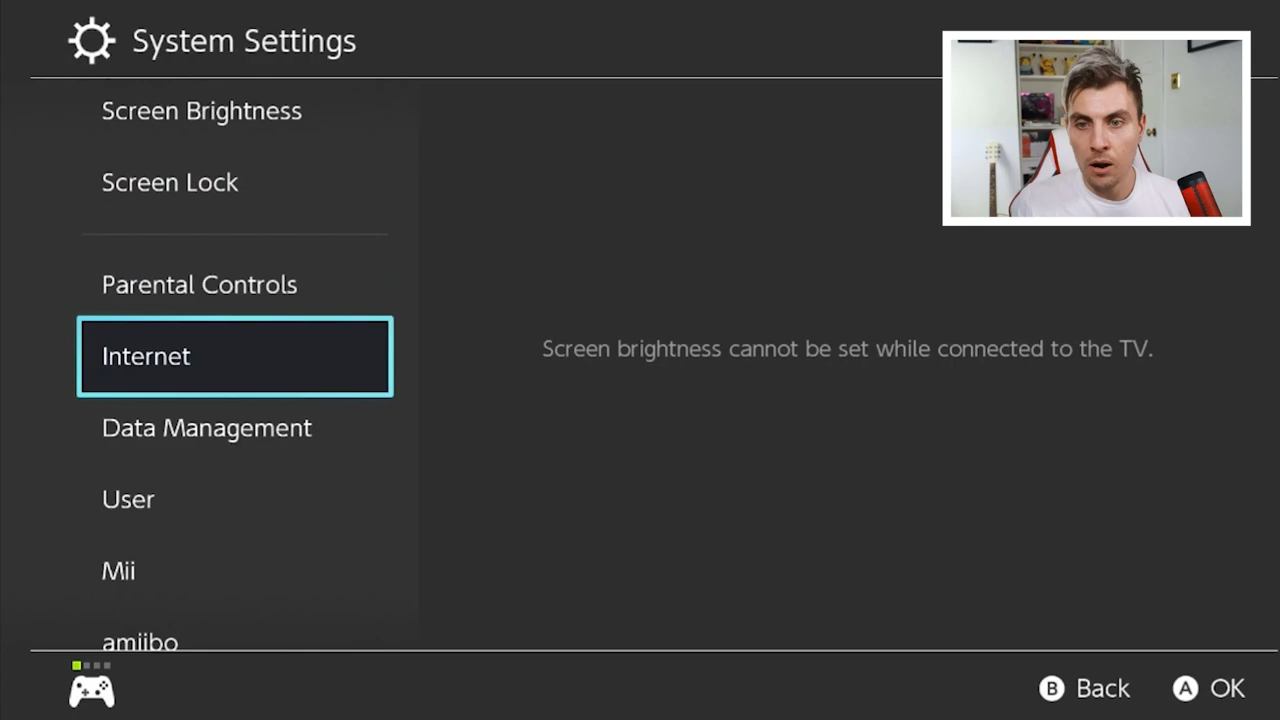 System Settings
Screen Brightness
Screen Lock
Parental Controls
Internet
Data Management
User
Mii
amiibo
Screen brightness cannot be set while connected to the TV.
B Back
A OK